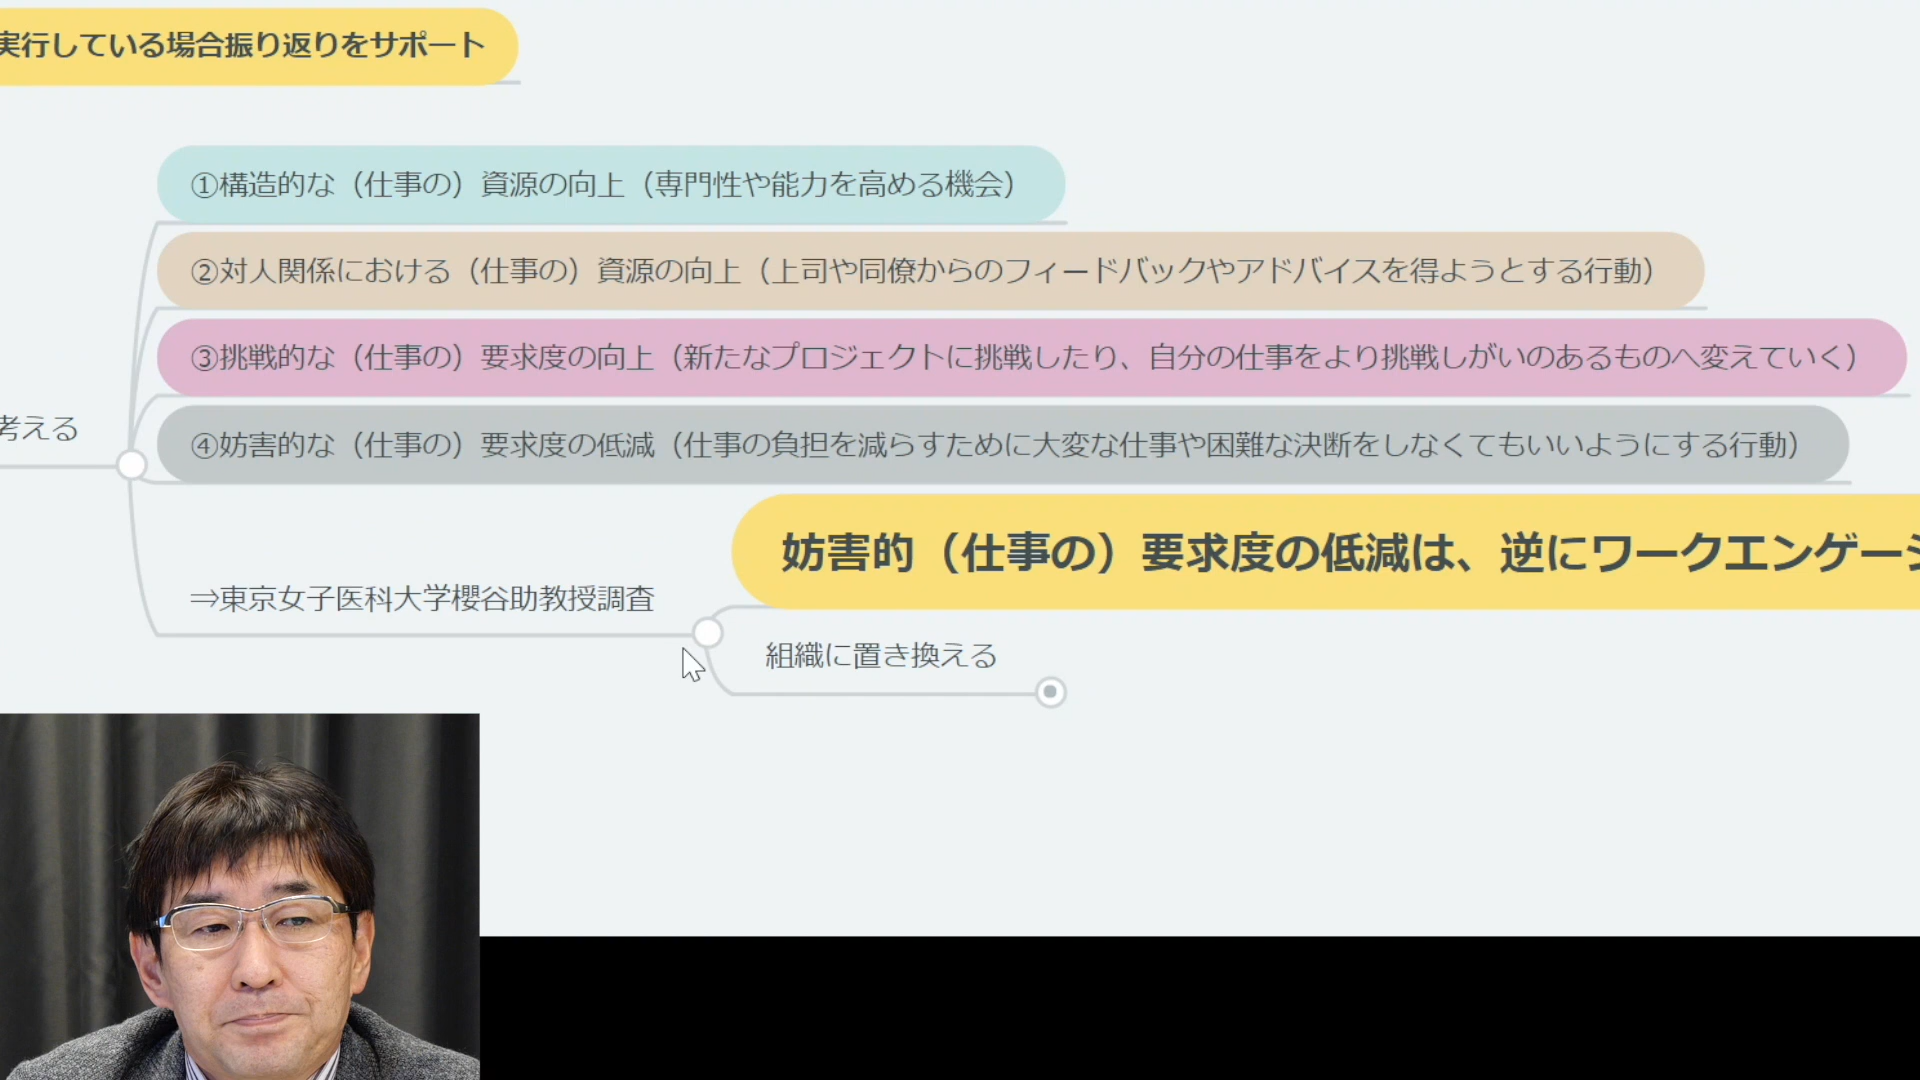 実行している場合振り返りをサポート
①構造的な（仕事の）資源の向上（専門性や能力を高める機会）
②対人関係における（仕事の）資源の向上（上司や同僚からのフィードバックやアドバイスを得ようとする行動）
③挑戦的な（仕事の）要求度の向上（新たなプロジェクトに挑戦したり、自分の仕事をより挑戦しがいのあるものへ変えていく）
考える
④妨害的な（仕事の）要求度の低減（仕事の負担を減らすために大変な仕事や困難な決断をしなくてもいいようにする行動）
妨害的（仕事の）要求度の低減は、逆にワークエンゲージ
⇒東京女子医科大学櫻谷助教授調査
組織に置き換える